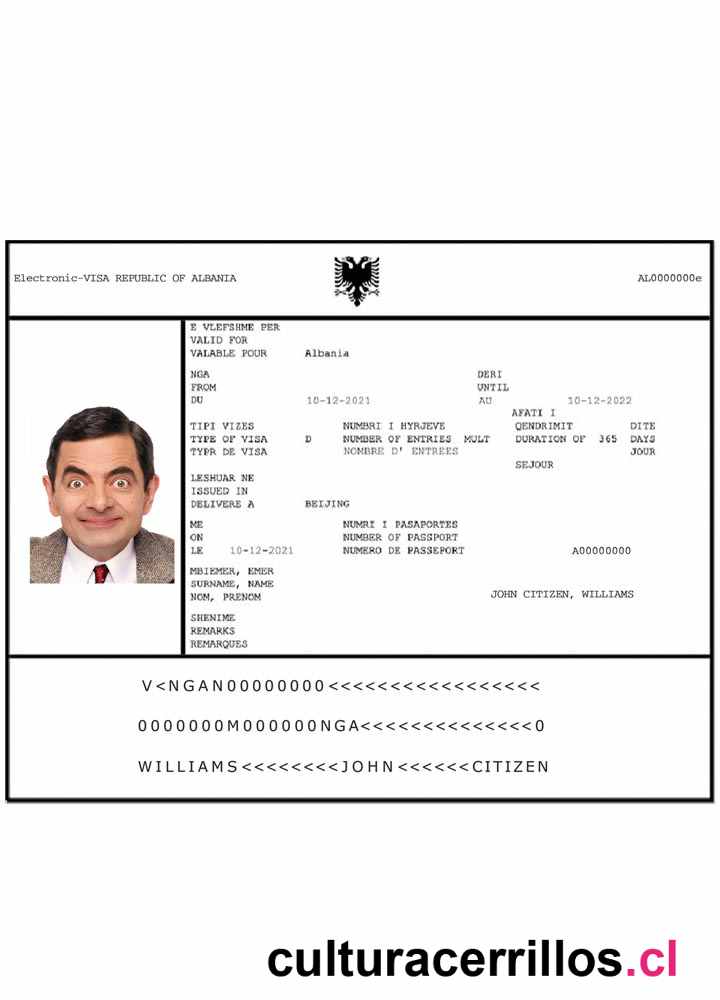 Electronic-VISA REPUBLIC OF ALBANIA AL0000000e
E VLEFSHME PER
VALID FOR
VALABLE POUR Albania
NGA DERI
FROM UNTIL
DU 10-12-2021 AU 10-12-2022
AFATI I
TIPI VIZES NUMBRI I HYRJEVE QENDRIMIT DITE
TYPE OF VISA D NUMBER OF ENTRIES MULT DURATION OF 365 DAYS
TYPR DE VISA NOMBRE D' ENTREES JOUR
SEJOUR
LESHUAR NE
ISSUED IN
DELIVERE A BEIJING
ME NUMRI I PASAPORTES
ON NUMBER OF PASSPORT
LE 10-12-2021 NUMERO DE PASSEPORT A00000000
MBIEMER, EMER
SURNAME, NAME
NOM, PRENOM JOHN CITIZEN, WILLIAMS
SHENIME
REMARKS
REMARQUES
V<NGAN00000000<<<<<<<<<<<<<<<<<<
0000000M000000NGA<<<<<<<<<<<<<<0
WILLIAMS<<<<<<<<JOHN<<<<<<CITIZEN
culturacerrillos.cl